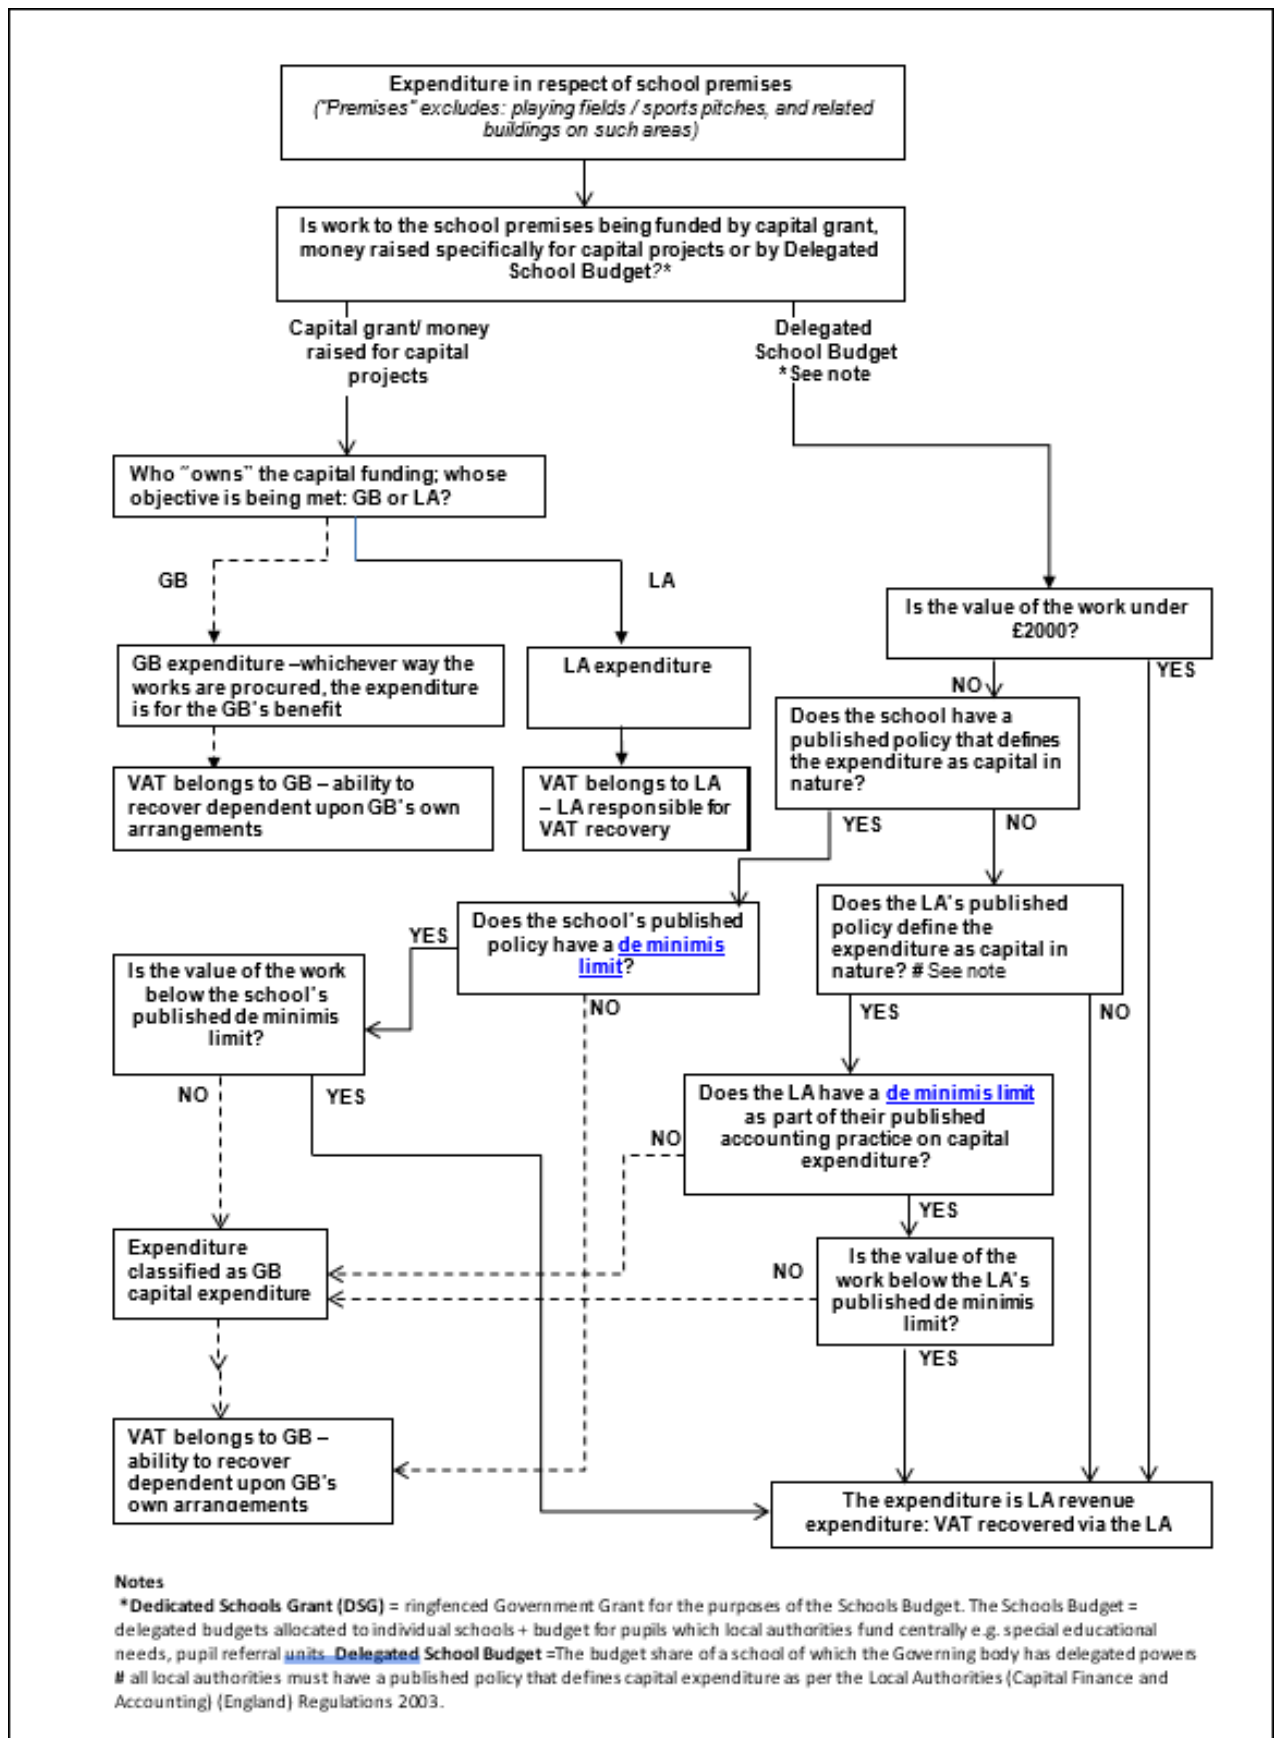 Expenditure in respect of school premises
("Premises" excludes: playing fields / sports pitches, and related
buildings on such areas)
Is work to the school premises being funded by capital grant,
money raised specifically for capital projects or by Delegated
School Budget?*
Capital grant/ money
raised for capital
projects
Delegated
School Budget
*See note
Who "owns" the capital funding; whose
objective is being met: GB or LA?
GB
LA
Is the value of the work under
£2000?
GB expenditure –whichever way the
works are procured, the expenditure
is for the GB's benefit
LA expenditure
NO
YES
Does the school have a
published policy that defines
the expenditure as capital in
nature?
VAT belongs to GB – ability to
recover dependent upon GB's own
arrangements
VAT belongs to LA
– LA responsible for
VAT recovery
YES
NO
Does the school's published
policy have a de minimis
limit?
Does the LA's published
policy define the
expenditure as capital in
nature? # See note
YES
Is the value of the work
below the school's
published de minimis
limit?
NO
YES
NO
NO
YES
Does the LA have a de minimis limit
as part of their published
accounting practice on capital
expenditure?
NO
YES
Expenditure
classified as GB
capital expenditure
Is the value of the
work below the LA's
published de minimis
limit?
NO
YES
VAT belongs to GB –
ability to recover
dependent upon GB's
own arrangements
The expenditure is LA revenue
expenditure: VAT recovered via the LA
Notes
*Dedicated Schools Grant (DSG) = ringfenced Government Grant for the purposes of the Schools Budget. The Schools Budget =
delegated budgets allocated to individual schools + budget for pupils which local authorities fund centrally e.g. special educational
needs, pupil referral units Delegated School Budget =The budget share of a school of which the Governing body has delegated powers
# all local authorities must have a published policy that defines capital expenditure as per the Local Authorities (Capital Finance and
Accounting) (England) Regulations 2003.